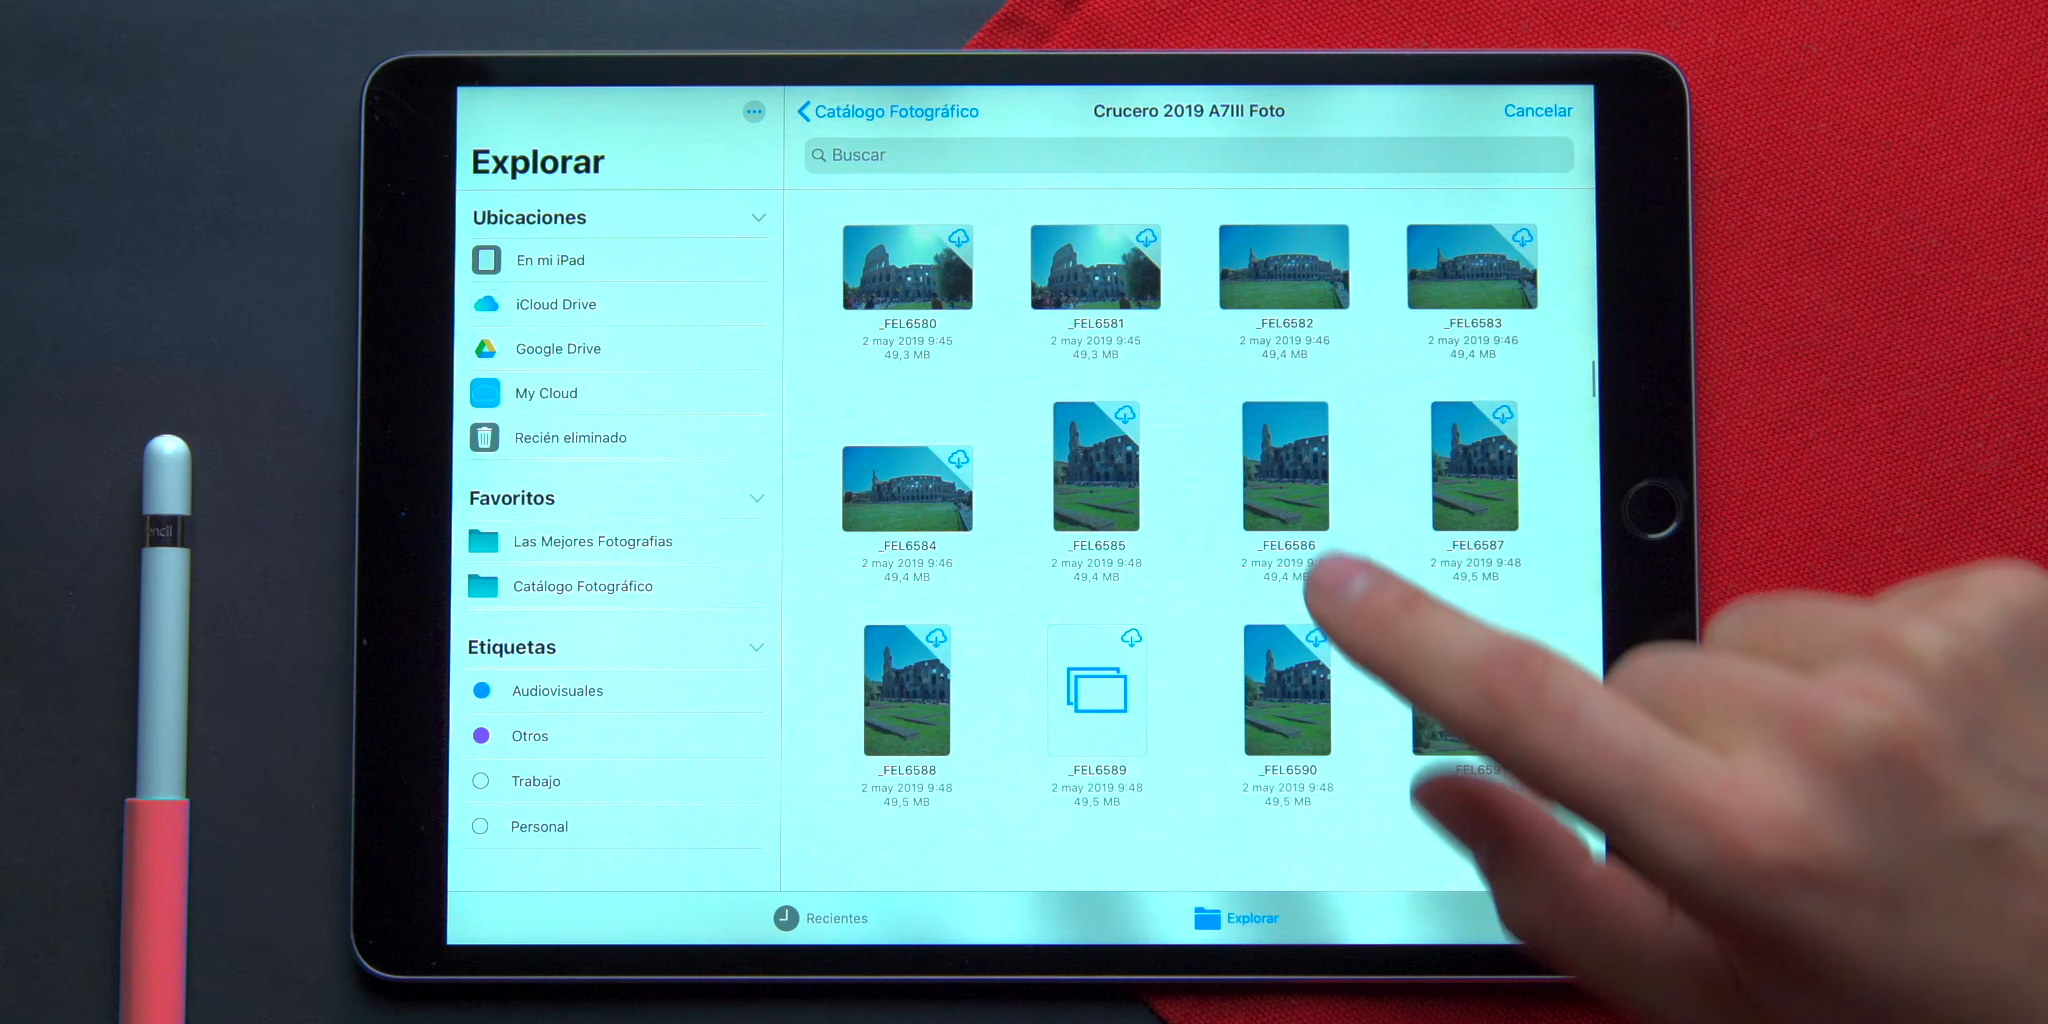 Explorar
Ubicaciones
En mi iPad
iCloud Drive
Google Drive
My Cloud
Recién eliminado
Favoritos
Las Mejores Fotografias
Catálogo Fotográfico
Etiquetas
Audiovisuales
Otros
Trabajo
Personal
Catálogo Fotográfico
Crucero 2019 A7III Foto
Cancelar
Buscar
_FEL6580
2 may 2019 9:45
49,3 MB
_FEL6581
2 may 2019 9:45
49,3 MB
_FEL6582
2 may 2019 9:46
49,4 MB
_FEL6583
2 may 2019 9:46
49,4 MB
_FEL6584
2 may 2019 9:46
49,4 MB
_FEL6585
2 may 2019 9:48
49,4 MB
_FEL6586
2 may 2019
49,4
_FEL6587
2 may 2019 9:48
49,5 MB
_FEL6588
2 may 2019 9:48
49,5 MB
_FEL6589
2 may 2019 9:48
49,5 MB
_FEL6590
2 may 2019 9:48
49,5 MB
Recientes
Explorar